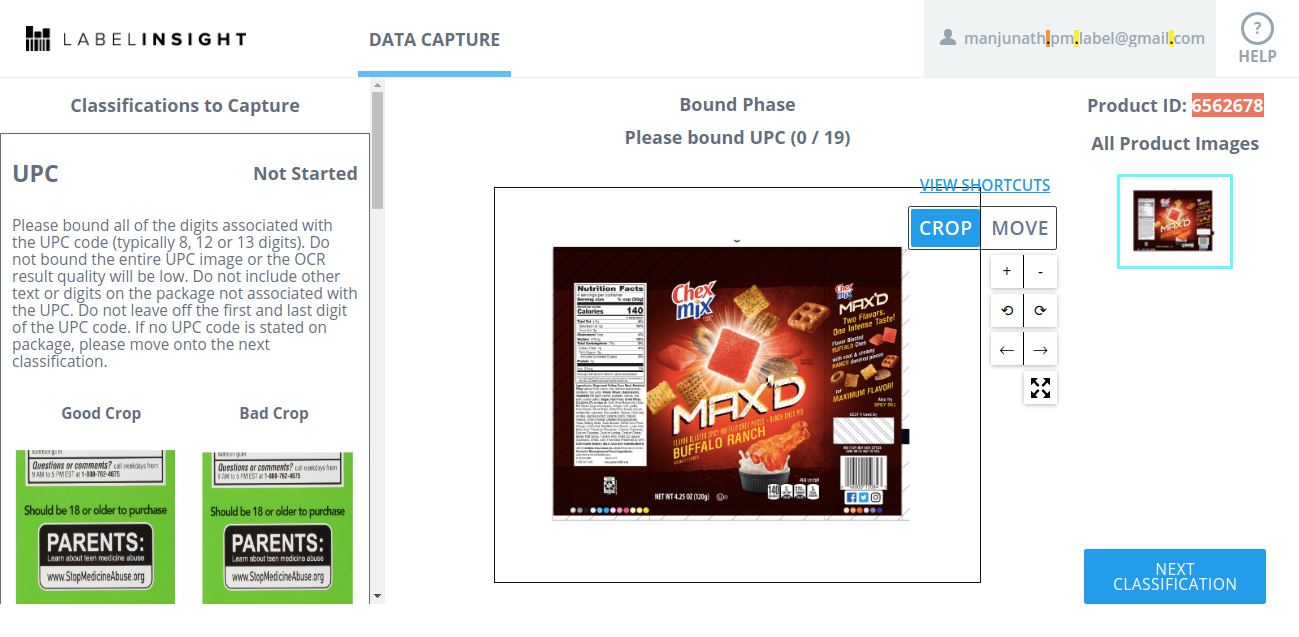 LABELINSIGHT
DATA CAPTURE
manjunath.pm.label@gmail.com
?
HELP
Classifications to Capture
UPC
Not Started
Please bound all of the digits associated with
the UPC code (typically 8, 12 or 13 digits). Do
not bound the entire UPC image or the OCR
result quality will be low. Do not include other
text or digits on the package not associated with
the UPC. Do not leave off the first and last digit
of the UPC code. If no UPC code is stated on
package, please move onto the next
classification.
Good Crop
Bad Crop
Questions or comments? call weekdays from
9 AM to 5 PM EST at 1-800-762-4675
Should be 18 or older to purchase
PARENTS:
Learn about teen medicine abuse
www.StopMedicineAbuse.org
Questions or comments? call weekdays from
9 AM to 5 PM EST at 1-800-762-4675
Should be 18 or older to purchase
PARENTS:
Learn about teen medicine abuse
www.StopMedicineAbuse.org
Bound Phase
Please bound UPC (0 / 19)
VIEW SHORTCUTS
CROP
MOVE
+
-
Nutrition Facts
Calories 140
Chex
mix
MAX'D
BUFFALO RANCH
NET WT 4.25 OZ (120g)
Chex
mix
MAX'D
Two Flavors,
One Intense Taste!
Flavor Blasted
BUFFALO Chex
with cool & creamy
RANCH dusted pieces
for
MAXIMUM FLAVOR!
Product ID: 6562678
All Product Images
NEXT
CLASSIFICATION